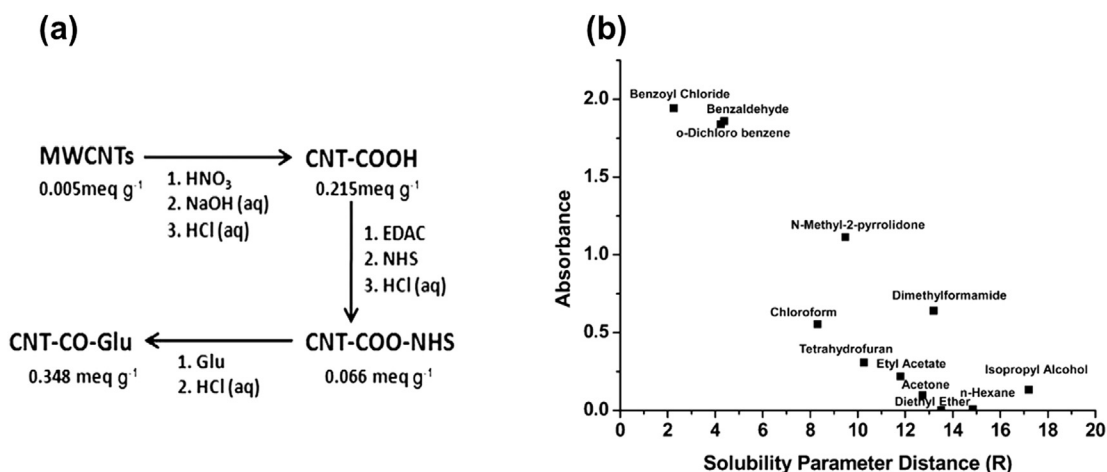 (a)
MWCNTs
0.005meq g⁻¹
1. HNO₃
2. NaOH (aq)
3. HCl (aq)
CNT-COOH
0.215meq g⁻¹
1. EDAC
2. NHS
3. HCl (aq)
CNT-COO-NHS
0.066 meq g⁻¹
1. Glu
2. HCl (aq)
CNT-CO-Glu
0.348 meq g⁻¹
(b)
Absorbance
2.0
1.5
1.0
0.5
0.0
Benzoyl Chloride
Benzaldehyde
o-Dichloro benzene
N-Methyl-2-pyrrolidone
Dimethylformamide
Chloroform
Tetrahydrofuran
Etyl Acetate
Isopropyl Alcohol
Acetone
n-Hexane
Diethyl Ether
0 2 4 6 8 10 12 14 16 18 20
Solubility Parameter Distance (R)